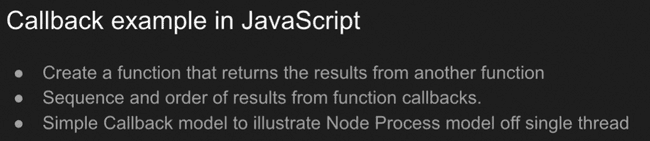 Callback example in JavaScript
● Create a function that returns the results from another function
● Sequence and order of results from function callbacks.
● Simple Callback model to illustrate Node Process model off single thread